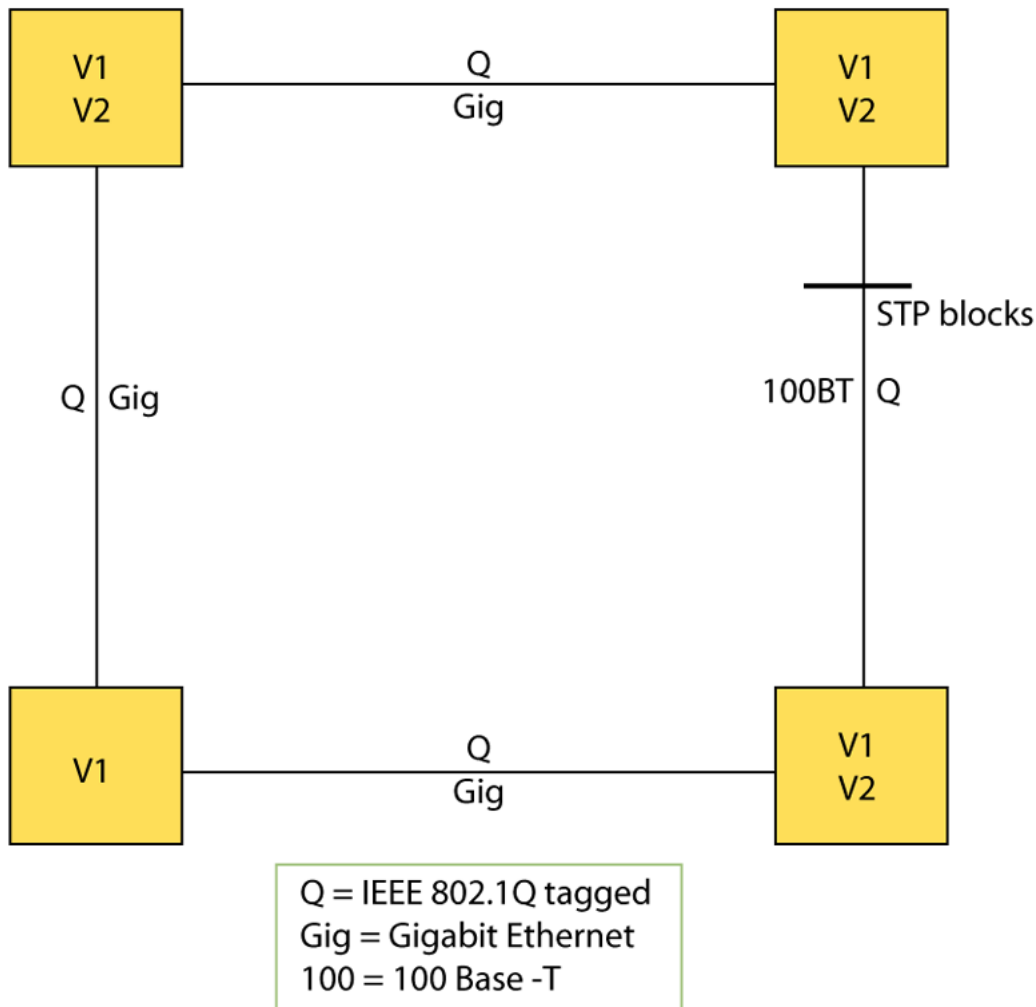 V1
V2
Q
Gig
V1
V2
STP blocks
Q Gig
100BT Q
V1
Q
Gig
V1
V2
Q = IEEE 802.1Q tagged
Gig = Gigabit Ethernet
100 = 100 Base -T